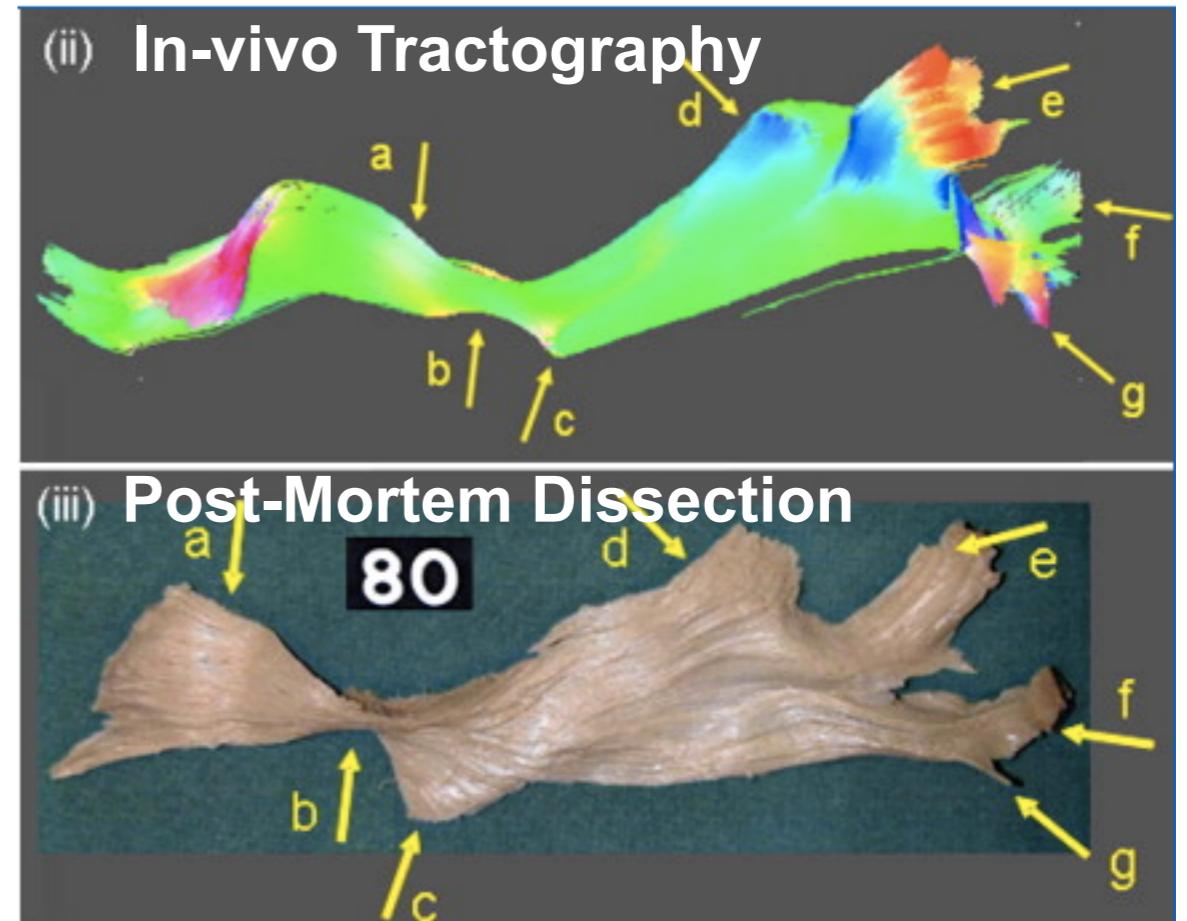 (ii) In-vivo Tractography
d
e
a
f
b
c
g
(iii) Post-Mortem Dissection
a
80
d
e
f
b
g
c